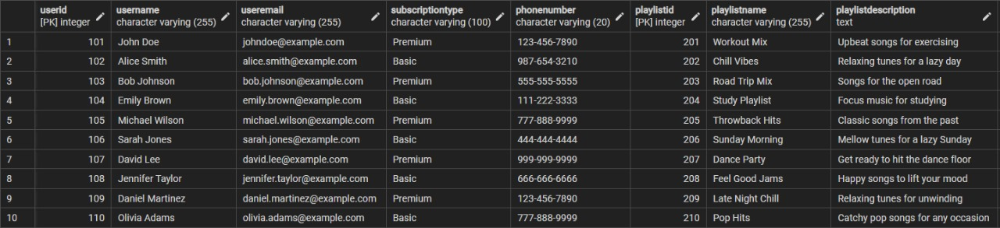 userid username useremail subscriptiontype phonenumber playlistid playlistname playlistdescription
[PK] integer character varying (255) character varying (255) character varying (100) character varying (20) [PK] integer character varying (255) text
1 101 John Doe johndoe@example.com Premium 123-456-7890 201 Workout Mix Upbeat songs for exercising
2 102 Alice Smith alice.smith@example.com Basic 987-654-3210 202 Chill Vibes Relaxing tunes for a lazy day
3 103 Bob Johnson bob.johnson@example.com Premium 555-555-5555 203 Road Trip Mix Songs for the open road
4 104 Emily Brown emily.brown@example.com Basic 111-222-3333 204 Study Playlist Focus music for studying
5 105 Michael Wilson michael.wilson@example.com Premium 777-888-9999 205 Throwback Hits Classic songs from the past
6 106 Sarah Jones sarah.jones@example.com Basic 444-444-4444 206 Sunday Morning Mellow tunes for a lazy Sunday
7 107 David Lee david.lee@example.com Premium 999-999-9999 207 Dance Party Get ready to hit the dance floor
8 108 Jennifer Taylor jennifer.taylor@example.com Basic 666-666-6666 208 Feel Good Jams Happy songs to lift your mood
9 109 Daniel Martinez daniel.martinez@example.com Premium 123-456-7890 209 Late Night Chill Relaxing tunes for unwinding
10 110 Olivia Adams olivia.adams@example.com Basic 777-888-9999 210 Pop Hits Catchy pop songs for any occasion